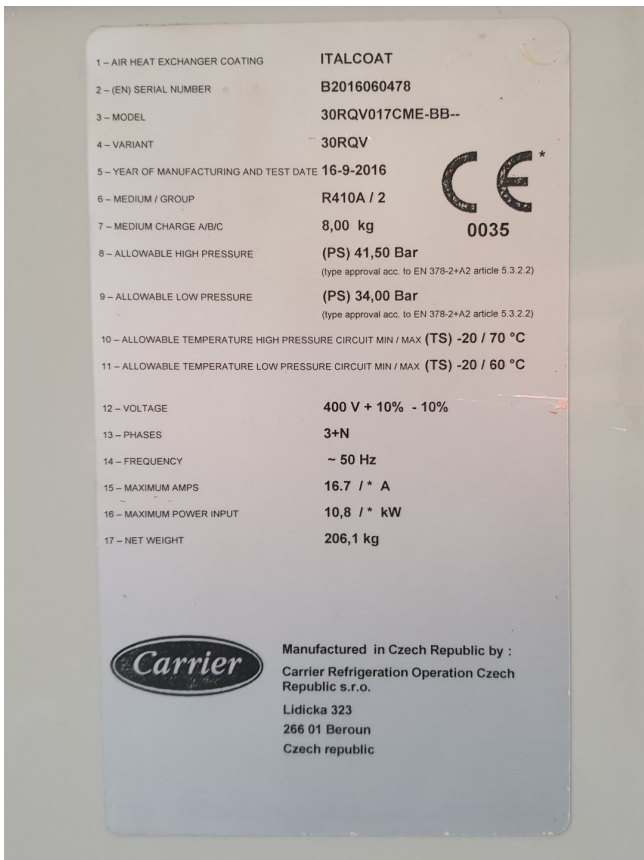 1 – AIR HEAT EXCHANGER COATING ITALCOAT
2 – (EN) SERIAL NUMBER B2016060478
3 – MODEL 30RQV017CME-BB--
4 – VARIANT 30RQV
5 – YEAR OF MANUFACTURING AND TEST DATE 16-9-2016
6 – MEDIUM / GROUP R410A / 2
7 – MEDIUM CHARGE A/B/C 8,00 kg
CE *
0035
8 – ALLOWABLE HIGH PRESSURE (PS) 41,50 Bar
(type approval acc. to EN 378-2+A2 article 5.3.2.2)
9 – ALLOWABLE LOW PRESSURE (PS) 34,00 Bar
(type approval acc. to EN 378-2+A2 article 5.3.2.2)
10 – ALLOWABLE TEMPERATURE HIGH PRESSURE CIRCUIT MIN / MAX (TS) -20 / 70 °C
11 – ALLOWABLE TEMPERATURE LOW PRESSURE CIRCUIT MIN / MAX (TS) -20 / 60 °C
12 – VOLTAGE 400 V + 10% - 10%
13 – PHASES 3+N
14 – FREQUENCY ~ 50 Hz
15 – MAXIMUM AMPS 16.7 / * A
16 – MAXIMUM POWER INPUT 10,8 / * kW
17 – NET WEIGHT 206,1 kg
Carrier
Manufactured in Czech Republic by :
Carrier Refrigeration Operation Czech
Republic s.r.o.
Lidicka 323
266 01 Beroun
Czech republic